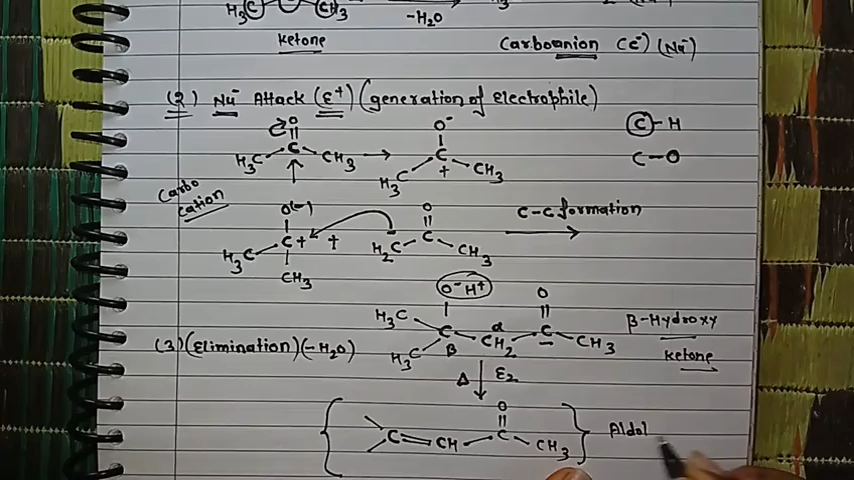 H₃C CH₃
-H₂O
ketone
Carboanion (C⁻) (Nu⁻)
(2) Nu⁻ Attack (E⁺) (generation of electrophile)
O O⁻ C-H
H₃C C CH₃ → C + C-O
H₃C CH₃
Carbo
cation
O(-) O C-C formation
H₃C C+ + H₂C⁻ C CH₃ →
CH₃
O⁻H⁺ O
H₃C β-Hydroxy
C α CH₂ C CH₃
(3) (Elimination) (-H₂O) H₃C β ketone
Δ E₂
O
C=CH C CH₃ Aldol